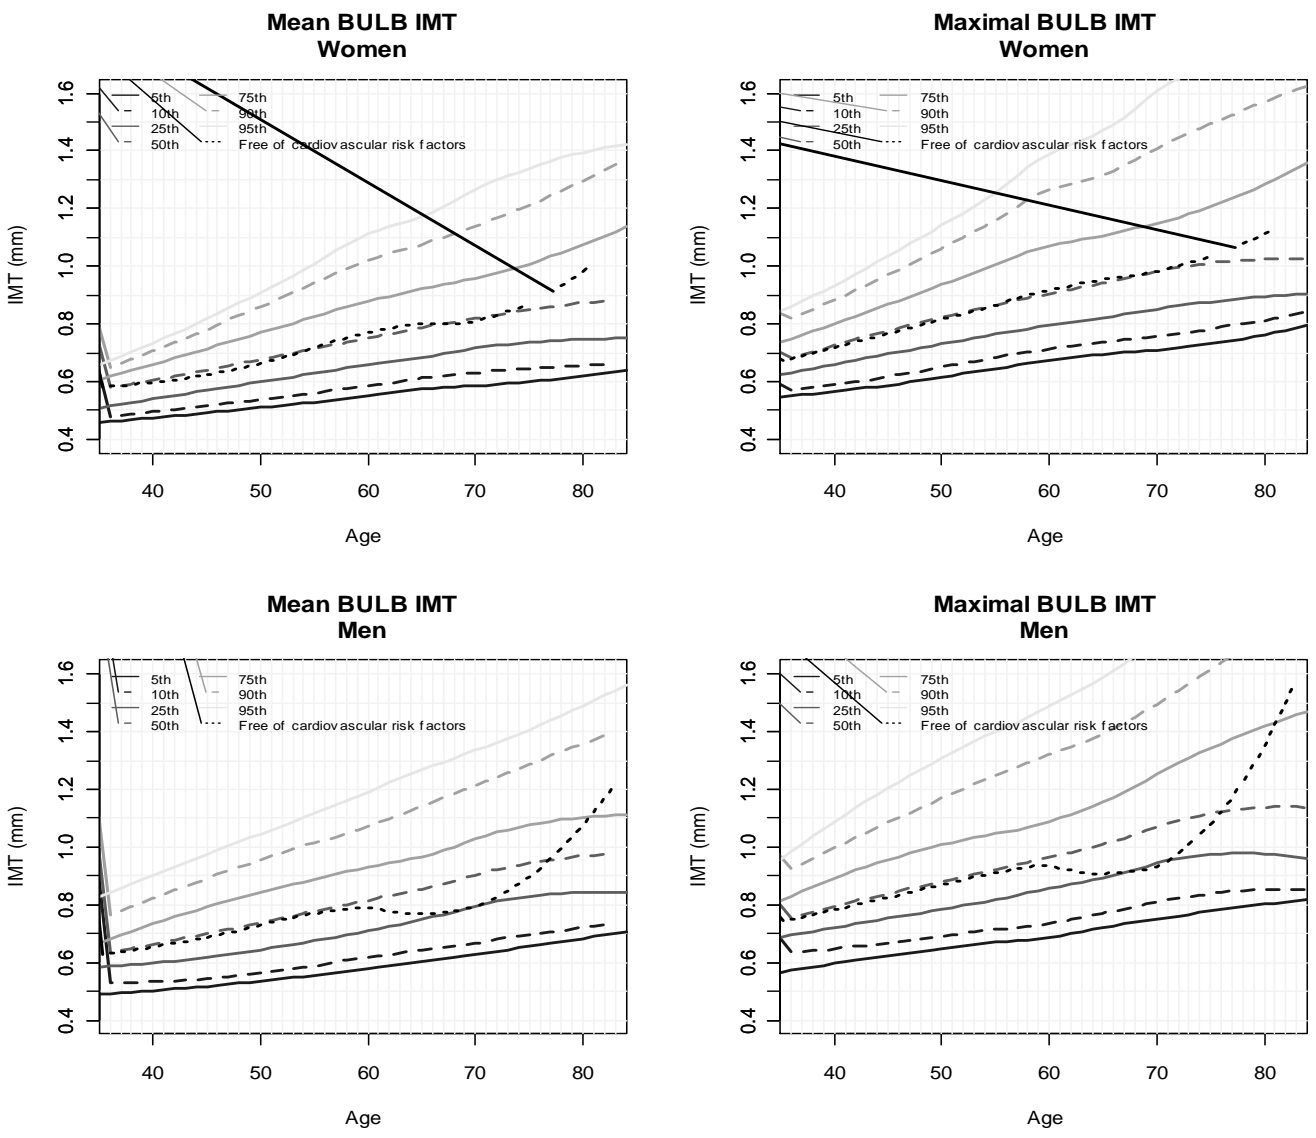 Mean BULB IMT
Women
IMT (mm)
1.6
1.4
1.2
1.0
0.8
0.6
0.4
5th
10th
25th
50th
75th
90th
95th
Free of cardiovascular risk factors
40 50 60 70 80
Age
Maximal BULB IMT
Women
IMT (mm)
1.6
1.4
1.2
1.0
0.8
0.6
0.4
5th
10th
25th
50th
75th
90th
95th
Free of cardiovascular risk factors
40 50 60 70 80
Age
Mean BULB IMT
Men
IMT (mm)
1.6
1.4
1.2
1.0
0.8
0.6
0.4
5th
10th
25th
50th
75th
90th
95th
Free of cardiovascular risk factors
40 50 60 70 80
Age
Maximal BULB IMT
Men
IMT (mm)
1.6
1.4
1.2
1.0
0.8
0.6
0.4
5th
10th
25th
50th
75th
90th
95th
Free of cardiovascular risk factors
40 50 60 70 80
Age